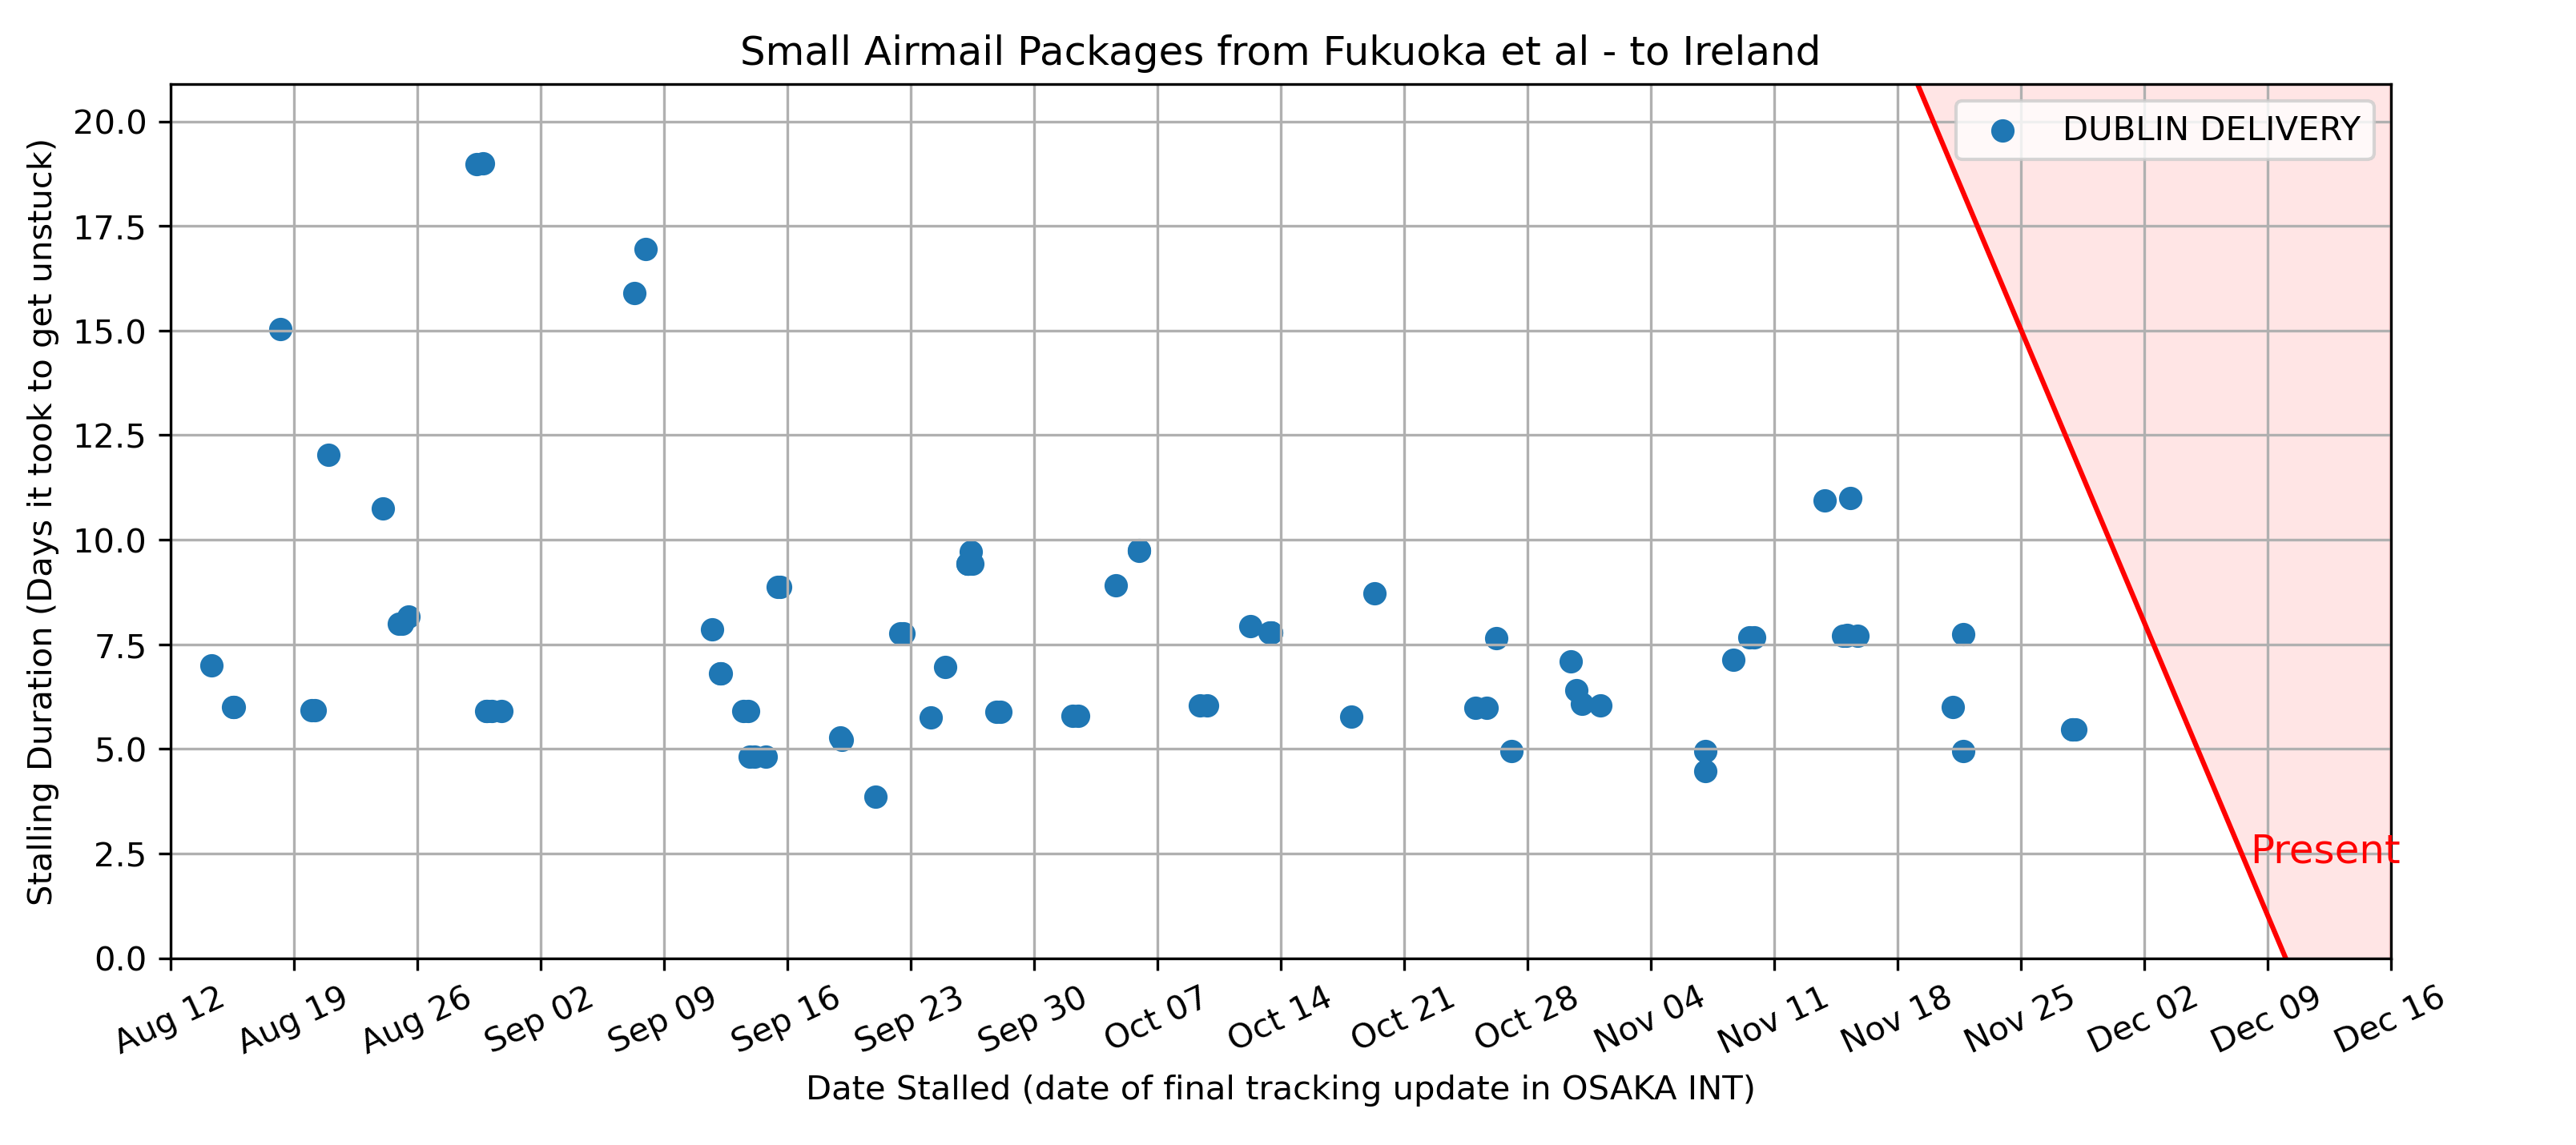 Small Airmail Packages from Fukuoka et al - to Ireland
Stalling Duration (Days it took to get unstuck)
20.0
17.5
15.0
12.5
10.0
7.5
5.0
2.5
0.0
DUBLIN DELIVERY
Present
Aug 12
Aug 19
Aug 26
Sep 02
Sep 09
Sep 16
Sep 23
Sep 30
Oct 07
Oct 14
Oct 21
Oct 28
Nov 04
Nov 11
Nov 18
Nov 25
Dec 02
Dec 09
Dec 16
Date Stalled (date of final tracking update in OSAKA INT)